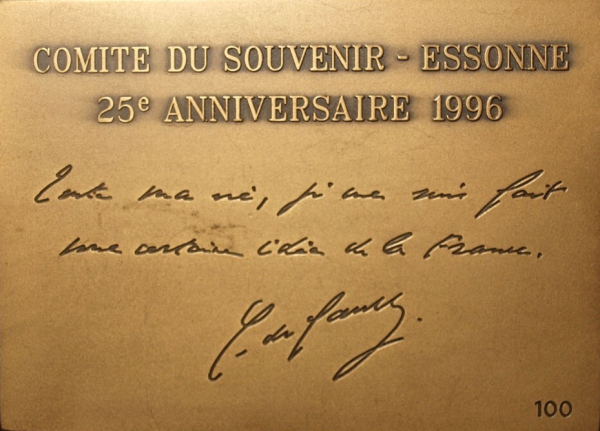 COMITE DU SOUVENIR - ESSONNE
25e ANNIVERSAIRE 1996
Toute ma vie, je me suis fait
une certaine idée de la France.
C. de Gaulle.
100